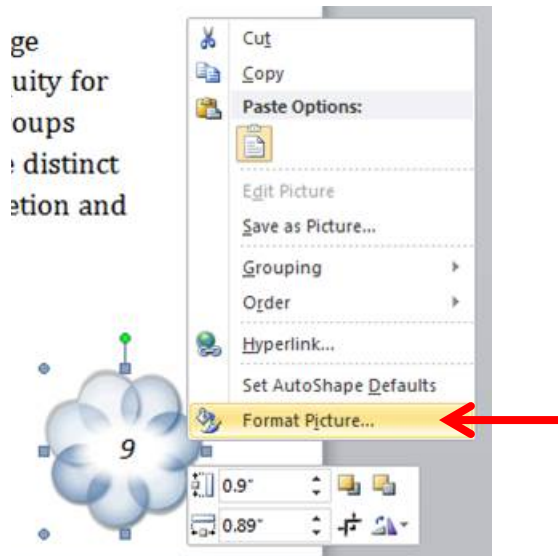 ge
uity for
oups
distinct
etion and
Cut
Copy
Paste Options:
Edit Picture
Save as Picture...
Grouping
Order
Hyperlink...
Set AutoShape Defaults
Format Picture...
9
0.9"
0.89"